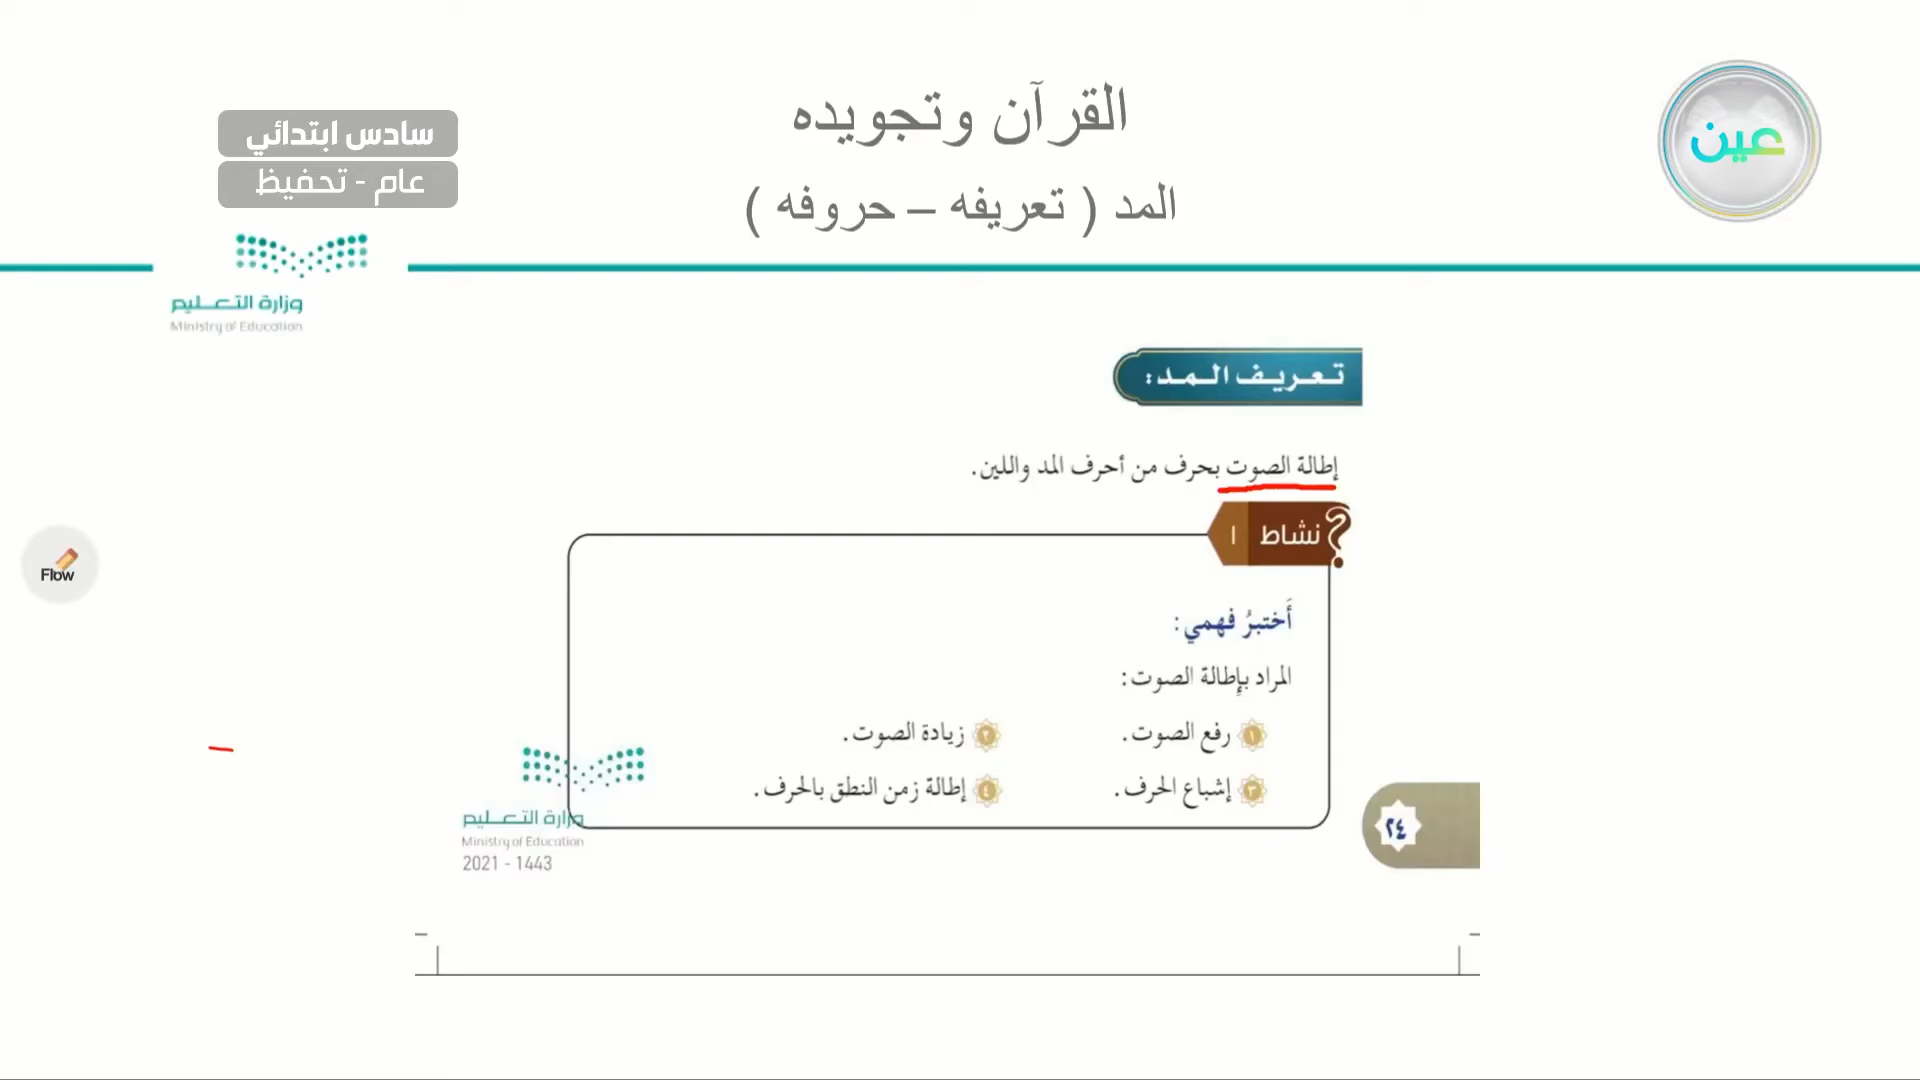 القرآن وتجويده
المد ( تعريفه – حروفه )
عين
سادس ابتدائي
عام - تحفيظ
وزارة التعليم
Ministry of Education
تعريف المد:
إطالة الصوت بحرف من أحرف المد واللين.
نشاط ١
أَختبرُ فهمي:
المراد بإطالة الصوت:
١ رفع الصوت.
٢ زيادة الصوت.
٣ إشباع الحرف.
٤ إطالة زمن النطق بالحرف.
٢٤
وزارة التعليم
Ministry of Education
2021 - 1443
Flow